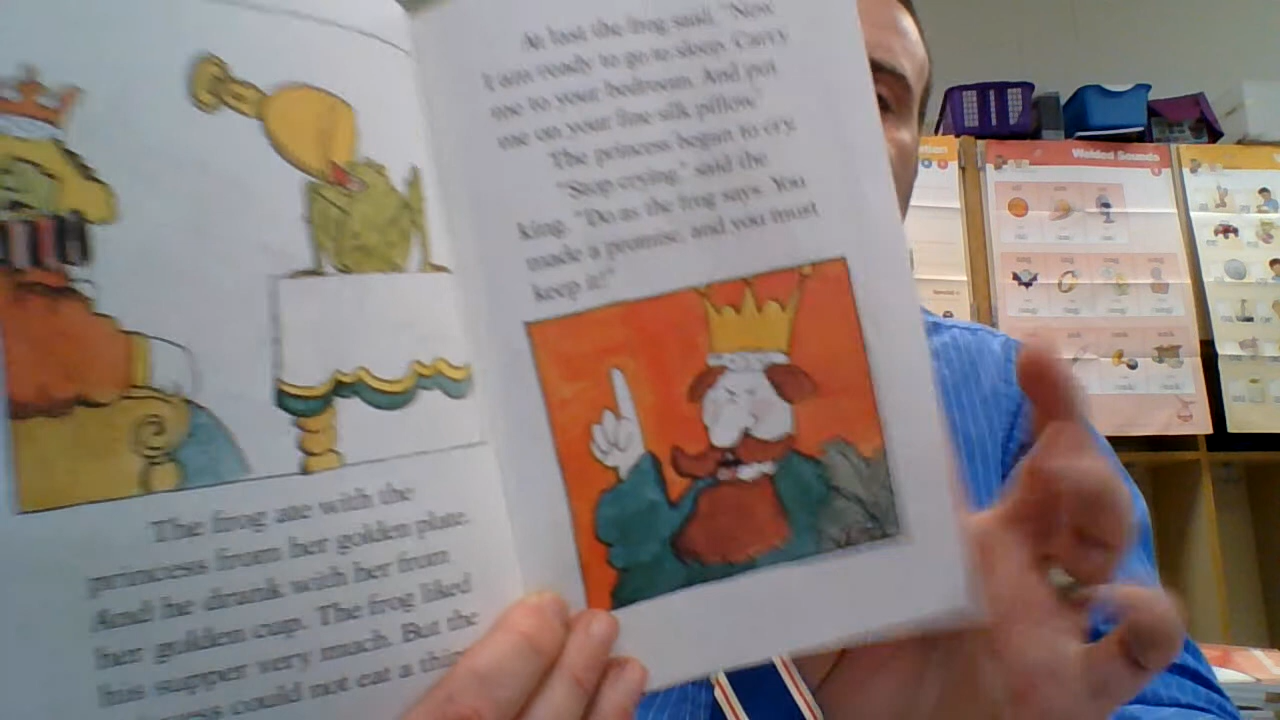 The frog ate with the
princess from her golden plate.
And he drank with her from
her golden cup. The frog liked
his supper very much. But the
could not eat a thing
At last the frog said, "Now
I am ready to go to sleep. Carry
me to your bedroom. And put
me on your fine silk pillow."
The princess began to cry.
"Stop crying," said the
king. "Do as the frog says. You
made a promise, and you must
keep it!"
Welded Sounds